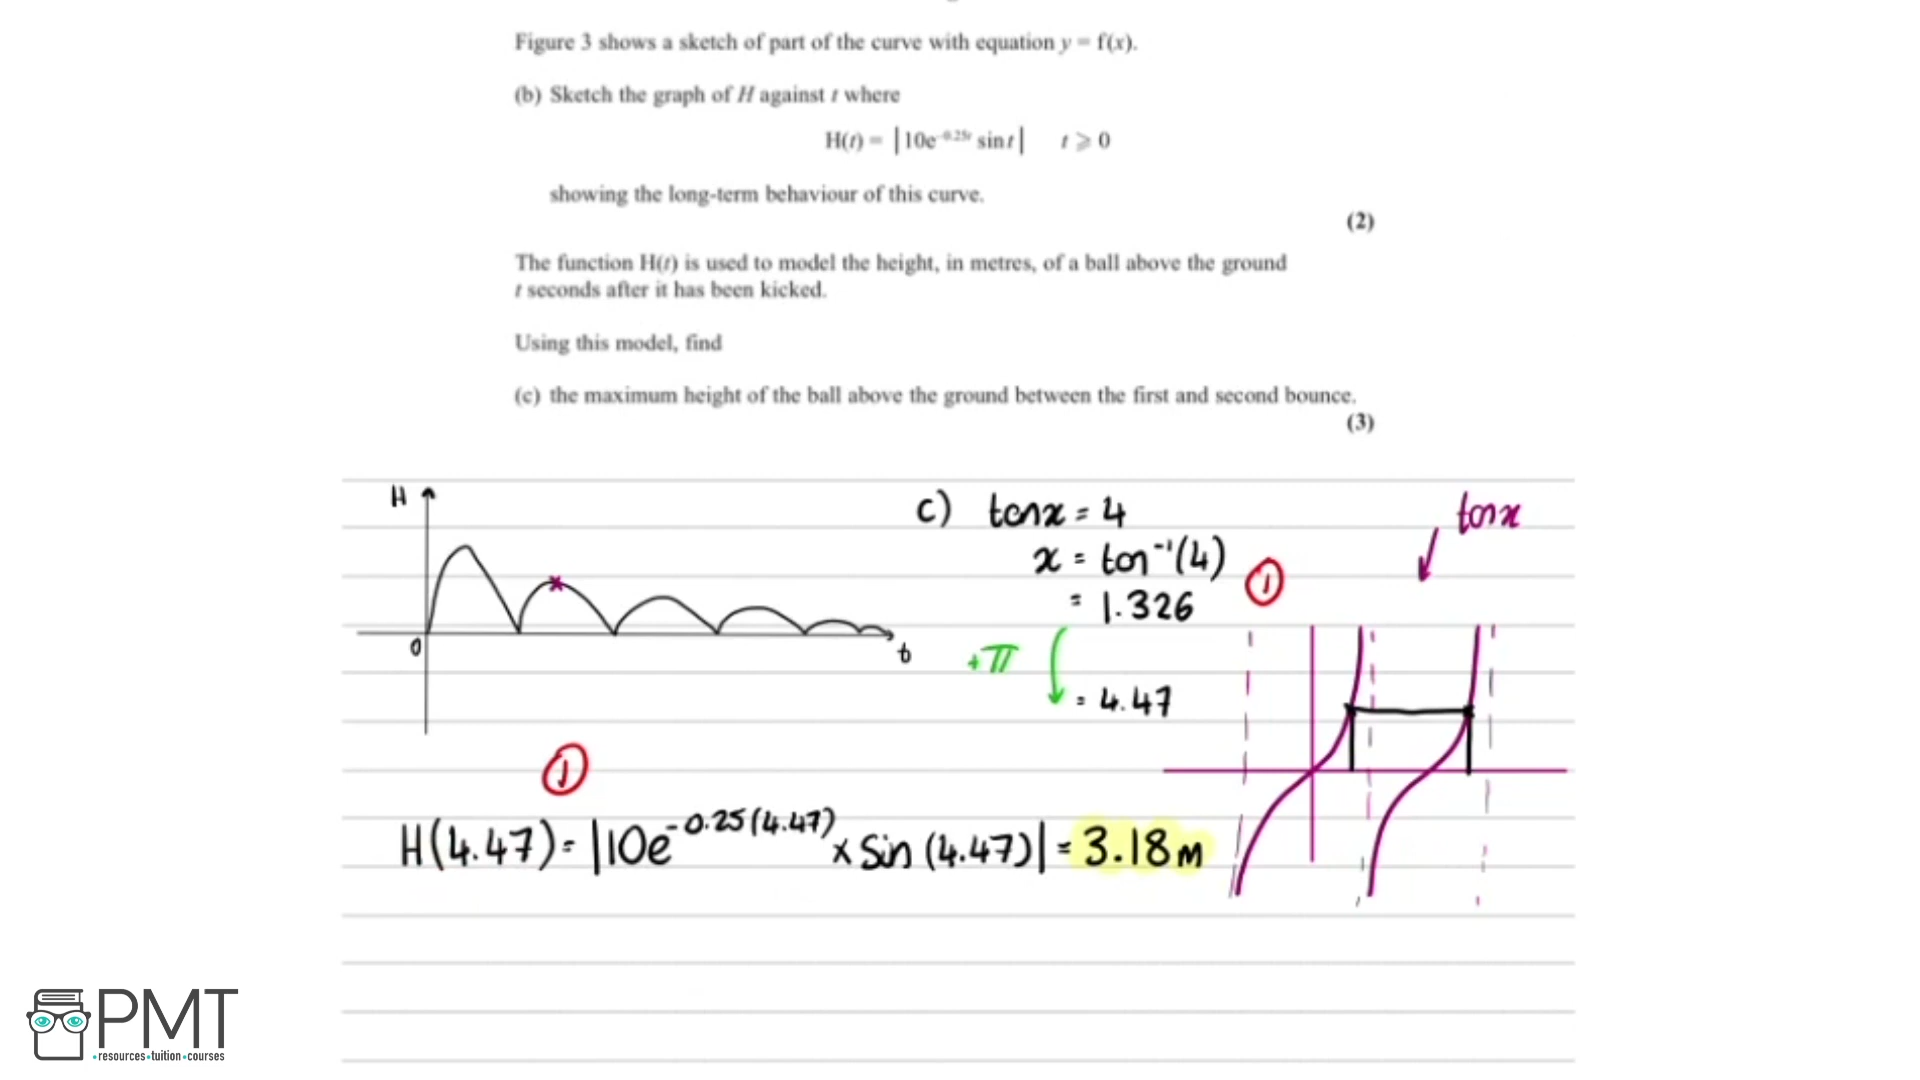 Figure 3 shows a sketch of part of the curve with equation y = f(x).
(b) Sketch the graph of H against t where
H(t) = |10e^-0.25t sin t| t ⩾ 0
showing the long-term behaviour of this curve.
(2)
The function H(t) is used to model the height, in metres, of a ball above the ground
t seconds after it has been kicked.
Using this model, find
(c) the maximum height of the ball above the ground between the first and second bounce.
(3)
H
0
t
c) tan x = 4
x = tan⁻¹(4)
= 1.326
①
+π
= 4.47
tan x
①
H(4.47) = |10e^-0.25(4.47) × Sin (4.47)| = 3.18m
PMT
•resources•tuition•courses